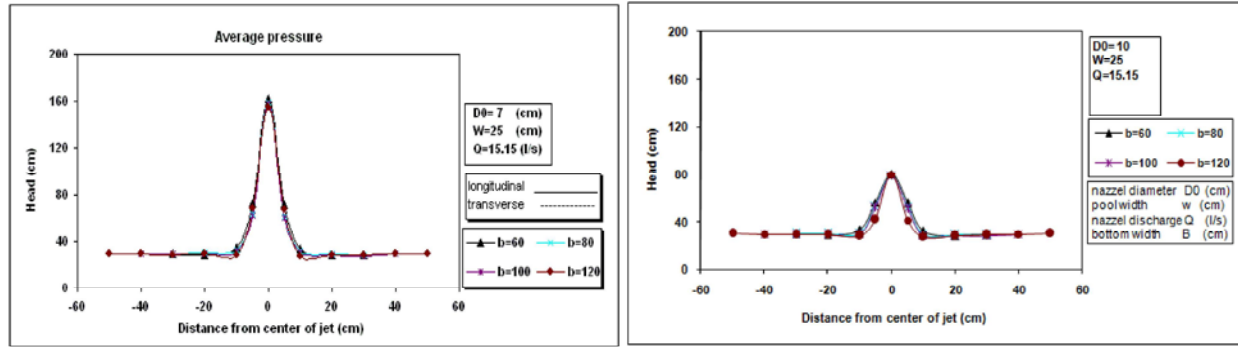 Average pressure
200
160
120
80
40
0
-60 -40 -20 0 20 40 60
Head (cm)
Distance from center of jet (cm)
D0= 7 (cm)
W=25 (cm)
Q=15.15 (l/s)
longitudinal
transverse
b=60 b=80
b=100 b=120
200
160
120
80
40
0
-60 -40 -20 0 20 40 60
Head (cm)
Distance from center of jet (cm)
D0= 10
W=25
Q=15.15
b=60 b=80
b=100 b=120
nazzel diameter D0 (cm)
pool width w (cm)
nazzel discharge Q (l/s)
bottom width B (cm)